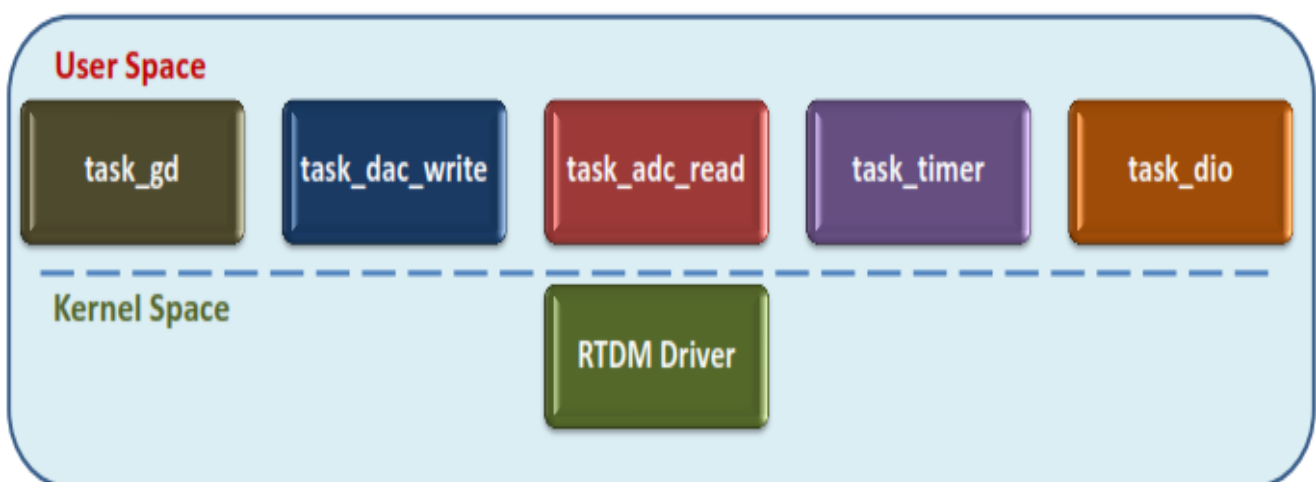 User Space
task_gd
task_dac_write
task_adc_read
task_timer
task_dio
Kernel Space
RTDM Driver